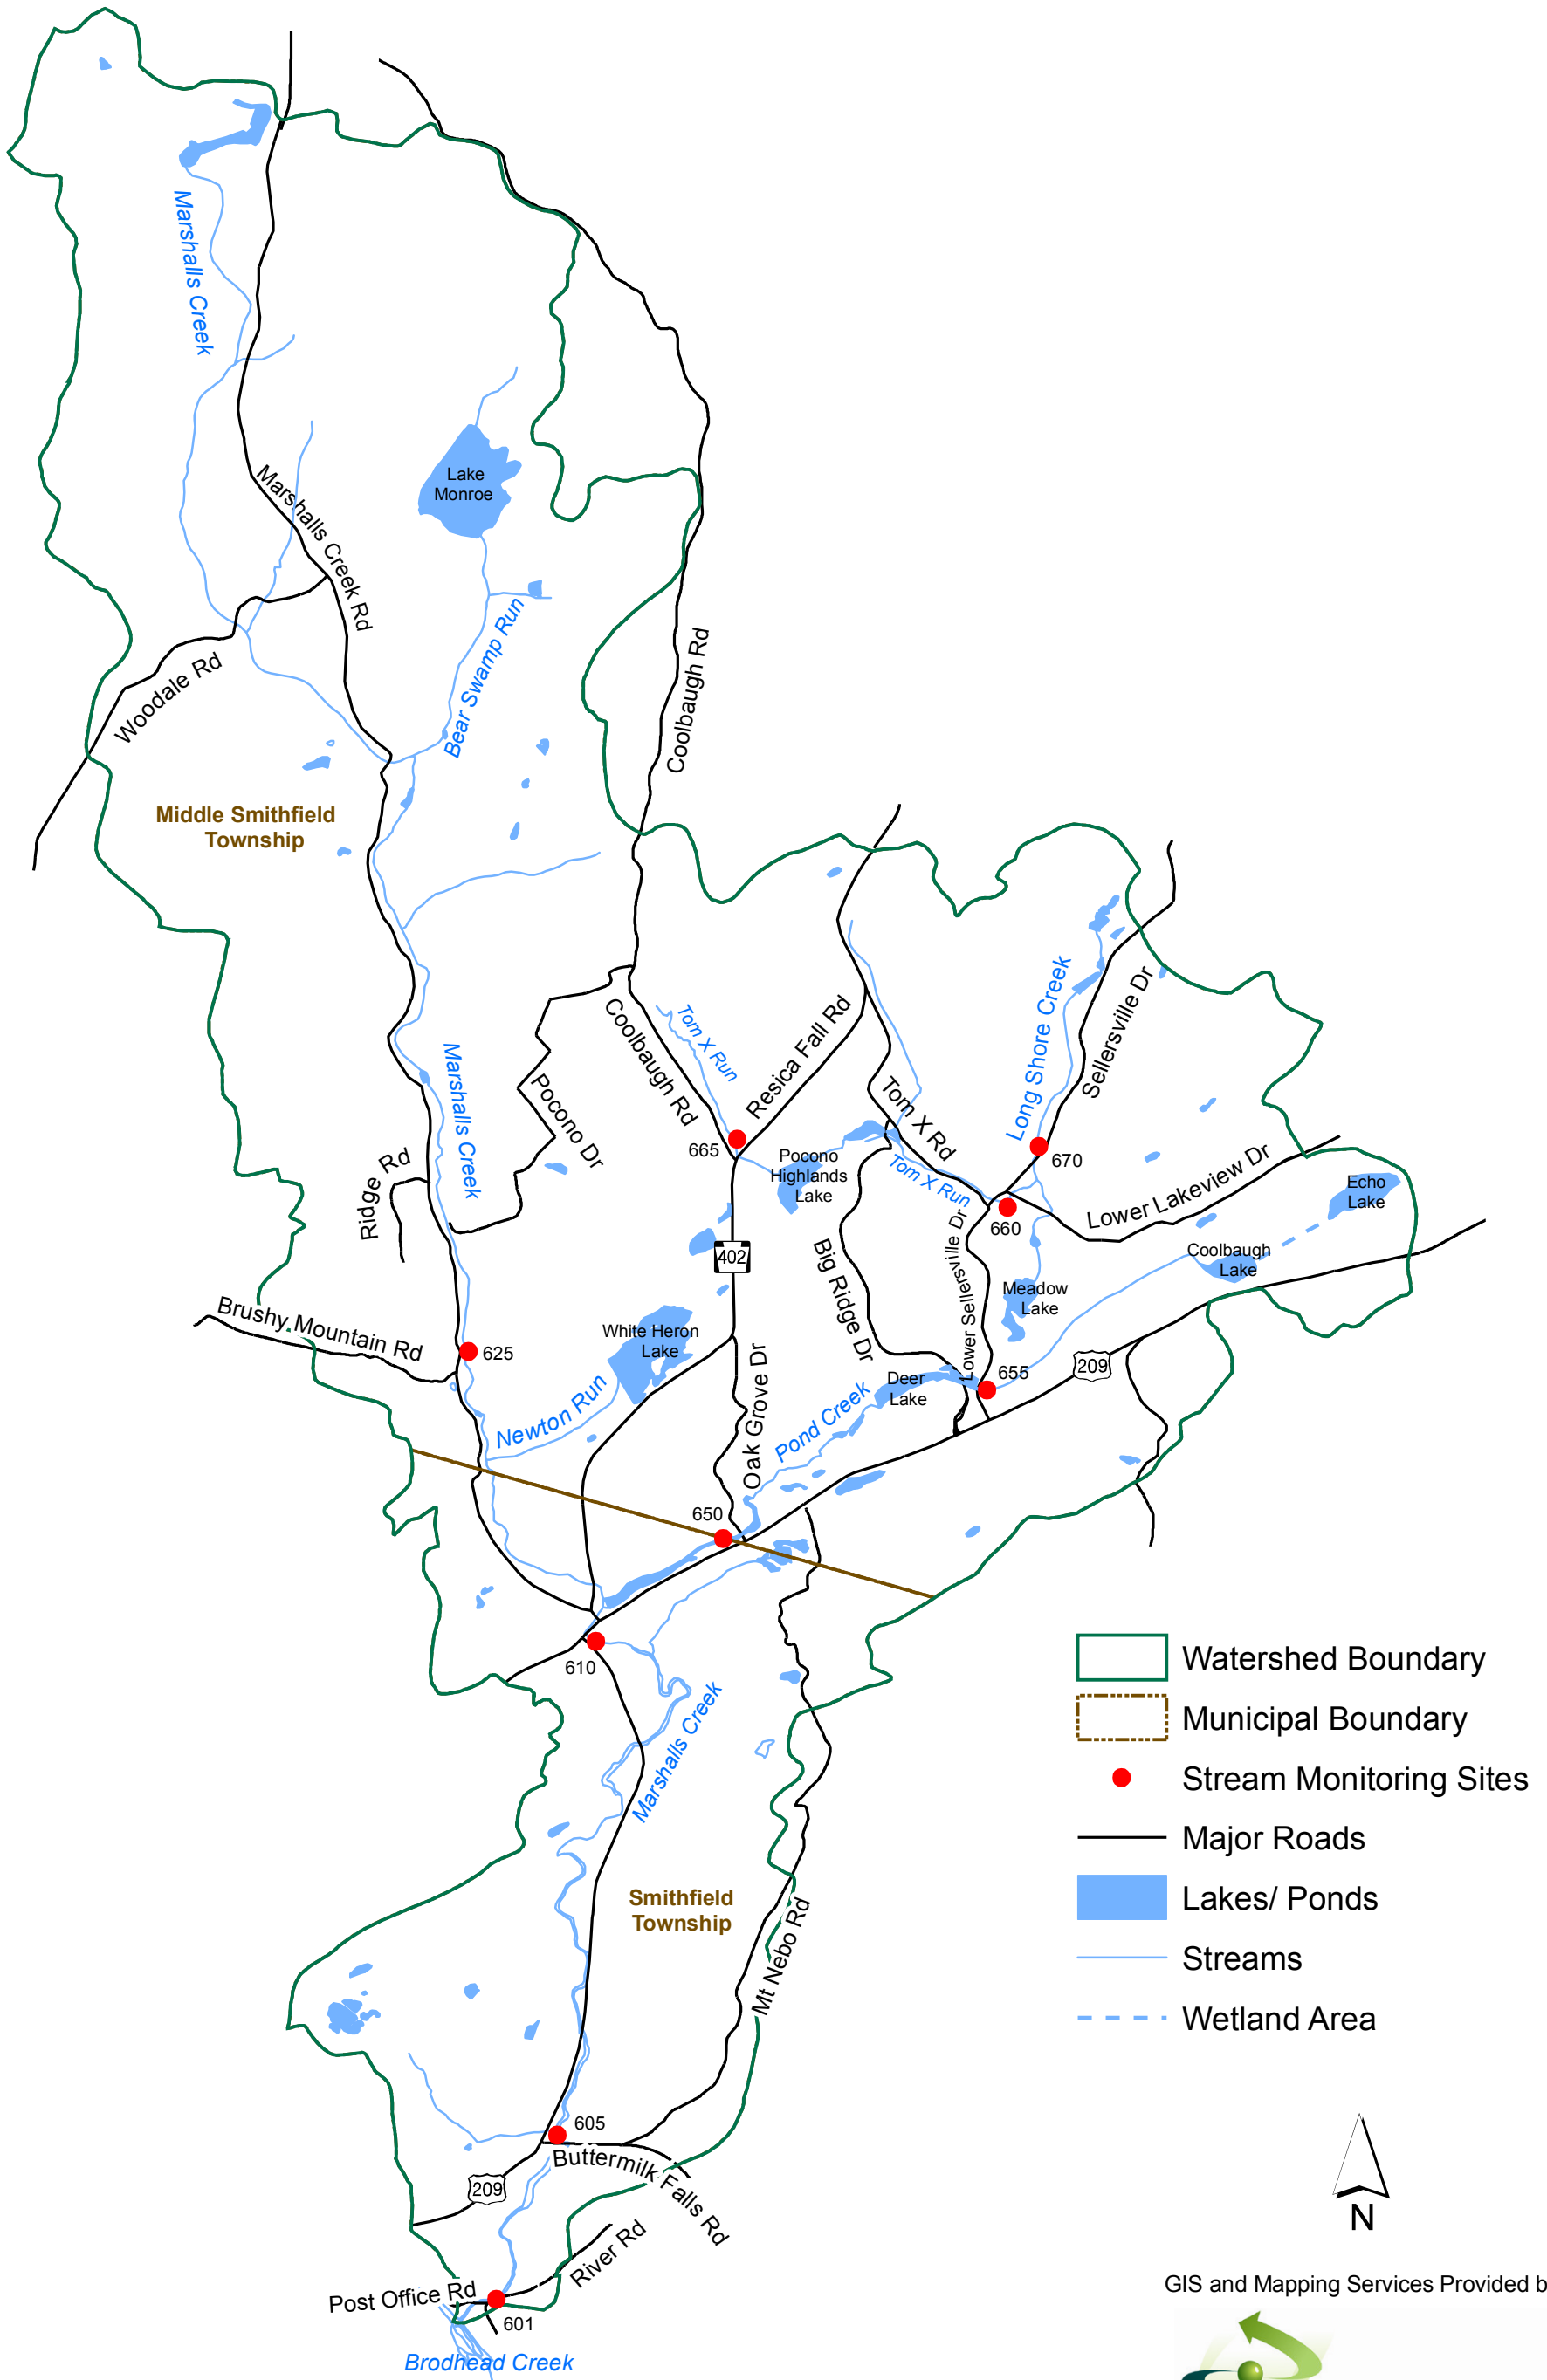 Marshalls Creek
Lake
Monroe
Marshalls Creek Rd
Bear Swamp Run
Woodale Rd
Coolbaugh Rd
Middle Smithfield
Township
Long Shore Creek
Sellersville Dr
Coolbaugh Rd
Tom X Run
Resica Fall Rd
Marshalls Creek
Pocono Dr
Tom X Rd
665
Pocono
Highlands
Lake
Tom X Run
670
Ridge Rd
Lower Lakeview Dr
Echo
Lake
660
Lower Sellersville Dr
402
Big Ridge Dr
Coolbaugh
Lake
Meadow
Lake
Brushy Mountain Rd
625
White Heron
Lake
209
655
Deer
Lake
Newton Run
Oak Grove Dr
Pond Creek
650
610
Marshalls Creek
Smithfield
Township
Mt Nebo Rd
605
Buttermilk Falls Rd
209
River Rd
Post Office Rd
601
Brodhead Creek
Watershed Boundary
Municipal Boundary
Stream Monitoring Sites
Major Roads
Lakes/ Ponds
Streams
Wetland Area
N
GIS and Mapping Services Provided b